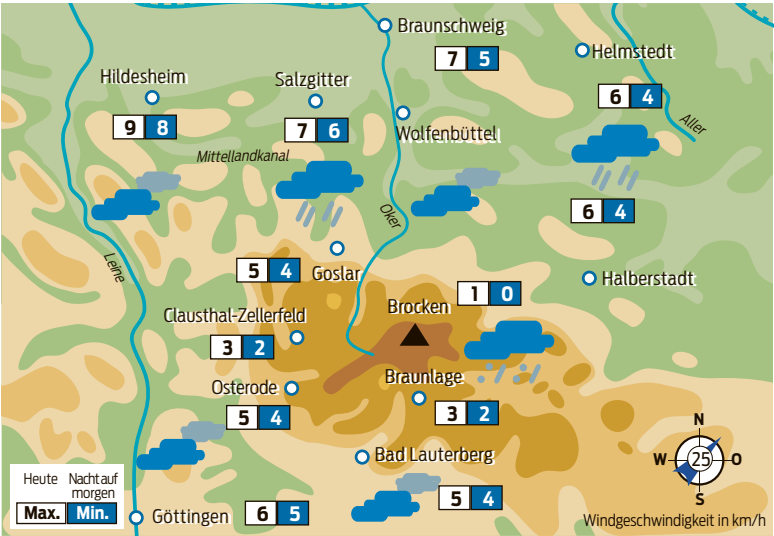 Braunschweig
7 5
Helmstedt
6 4
Hildesheim
9 8
Salzgitter
7 6
Wolfenbüttel
Aller
Mittellandkanal
6 4
Oker
Leine
5 4
Goslar
Halberstadt
1 0
Brocken
Clausthal-Zellerfeld
3 2
Braunlage
3 2
Osterode
5 4
Bad Lauterberg
5 4
N
W 25 O
S
Windgeschwindigkeit in km/h
Heute Nacht auf
morgen
Max. Min.
Göttingen 6 5